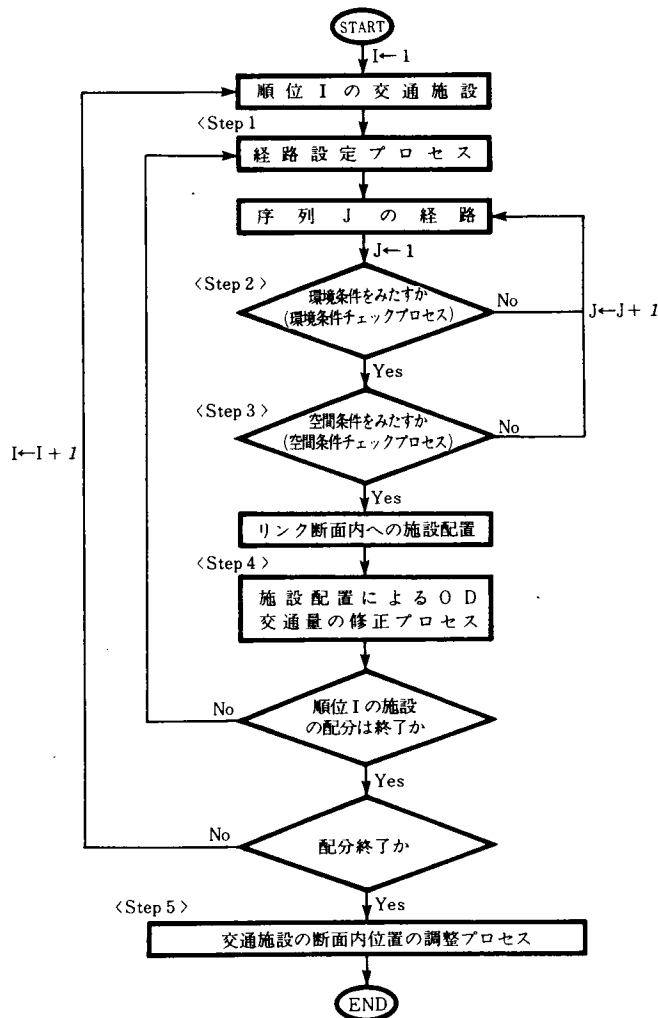 START
I←1
順位Iの交通施設
<Step 1
経路設定プロセス
序列Jの経路
J←1
<Step 2>
環境条件をみたすか
(環境条件チェックプロセス)
No
J←J+1
Yes
<Step 3>
空間条件をみたすか
(空間条件チェックプロセス)
No
I←I+1
Yes
リンク断面内への施設配置
<Step 4>
施設配置によるOD
交通量の修正プロセス
No
順位Iの施設
の配分は終了か
Yes
No
配分終了か
Yes
<Step 5>
交通施設の断面内位置の調整プロセス
END